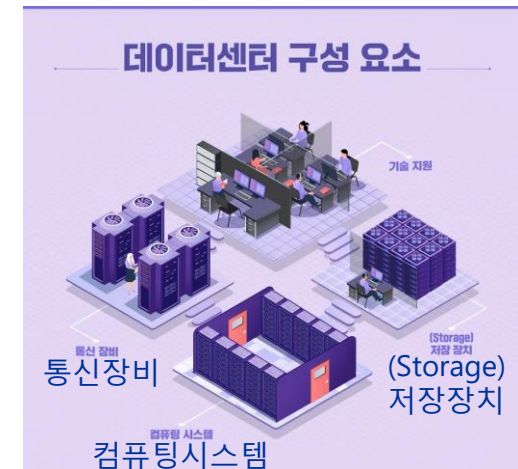 데이터센터 구성 요소
기술 지원
통신 장비
통신장비
(Storage)
저장 장치
(Storage)
저장장치
컴퓨팅 시스템
컴퓨팅시스템